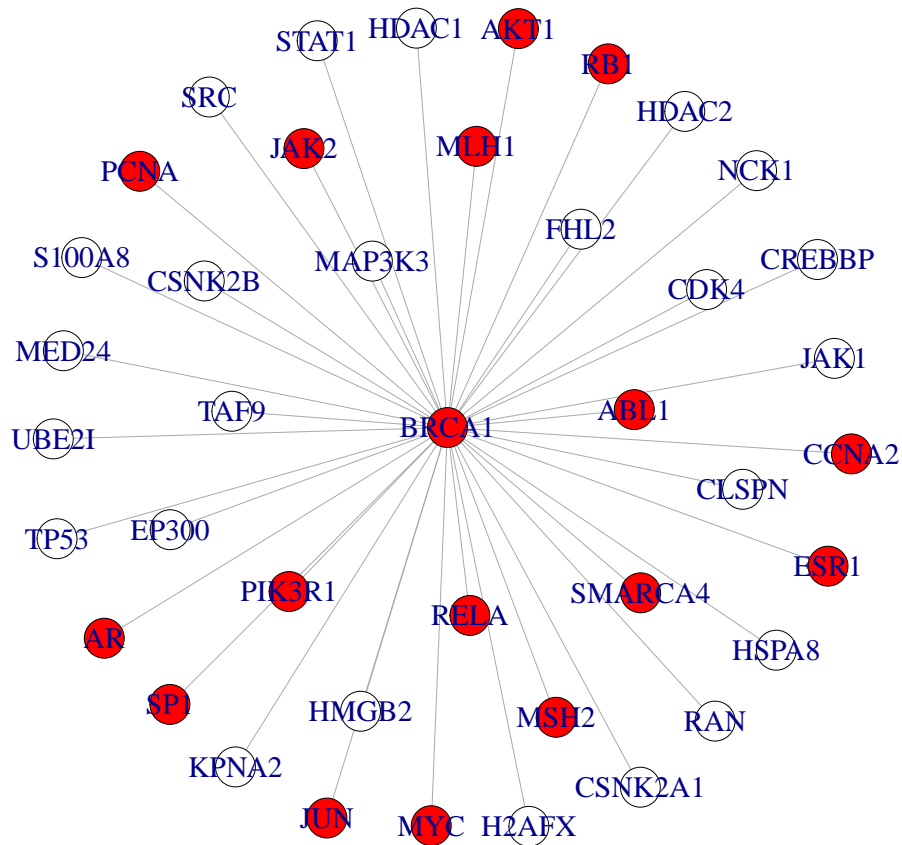 HDAC1
AKT1
STAT1
RB1
SRC
HDAC2
JAK2
MLH1
PCNA
NCK1
FHL2
S100A8
MAP3K3
CREBBP
CSNK2B
CDK4
MED24
JAK1
TAF9
ABL1
BRCA1
UBE2I
CCNA2
CLSPN
TP53
EP300
ESR1
PIK3R1
SMARCA4
RELA
AR
HSPA8
SP1
HMGB2
MSH2
RAN
KPNA2
CSNK2A1
JUN
MYC
H2AFX